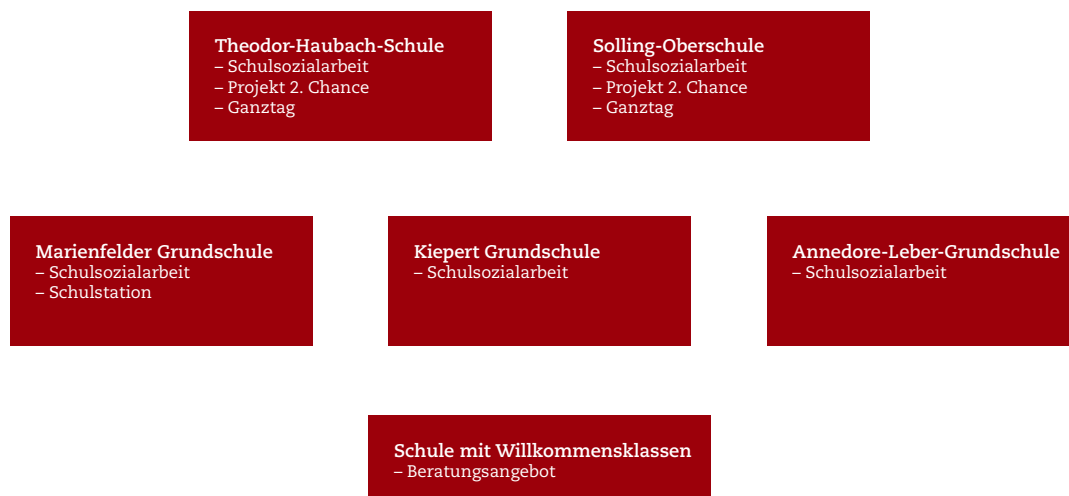 Theodor-Haubach-Schule
– Schulsozialarbeit
– Projekt 2. Chance
– Ganztag
Solling-Oberschule
– Schulsozialarbeit
– Projekt 2. Chance
– Ganztag
Marienfelder Grundschule
– Schulsozialarbeit
– Schulstation
Kiepert Grundschule
– Schulsozialarbeit
Annedore-Leber-Grundschule
– Schulsozialarbeit
Schule mit Willkommensklassen
– Beratungsangebot